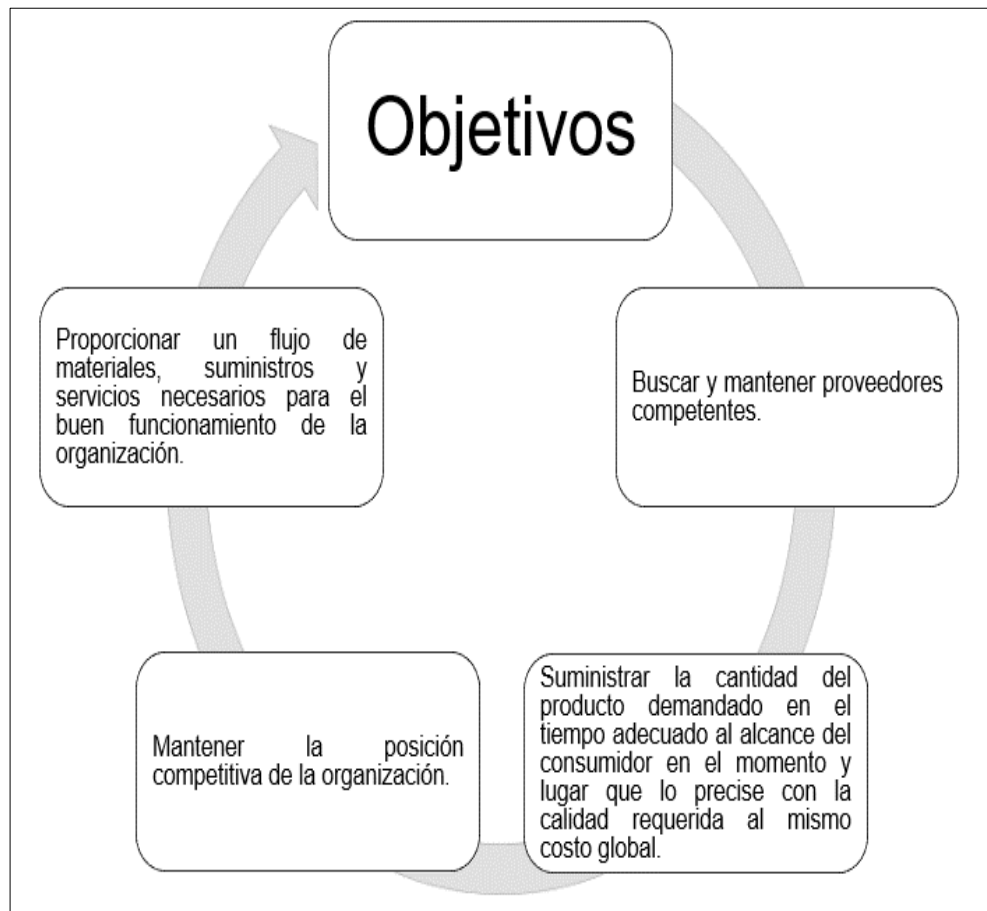 Objetivos
Buscar y mantener proveedores
competentes.
Suministrar la cantidad del
producto demandado en el
tiempo adecuado al alcance del
consumidor en el momento y
lugar que lo precise con la
calidad requerida al mismo
costo global.
Mantener la posición
competitiva de la organización.
Proporcionar un flujo de
materiales, suministros y
servicios necesarios para el
buen funcionamiento de la
organización.